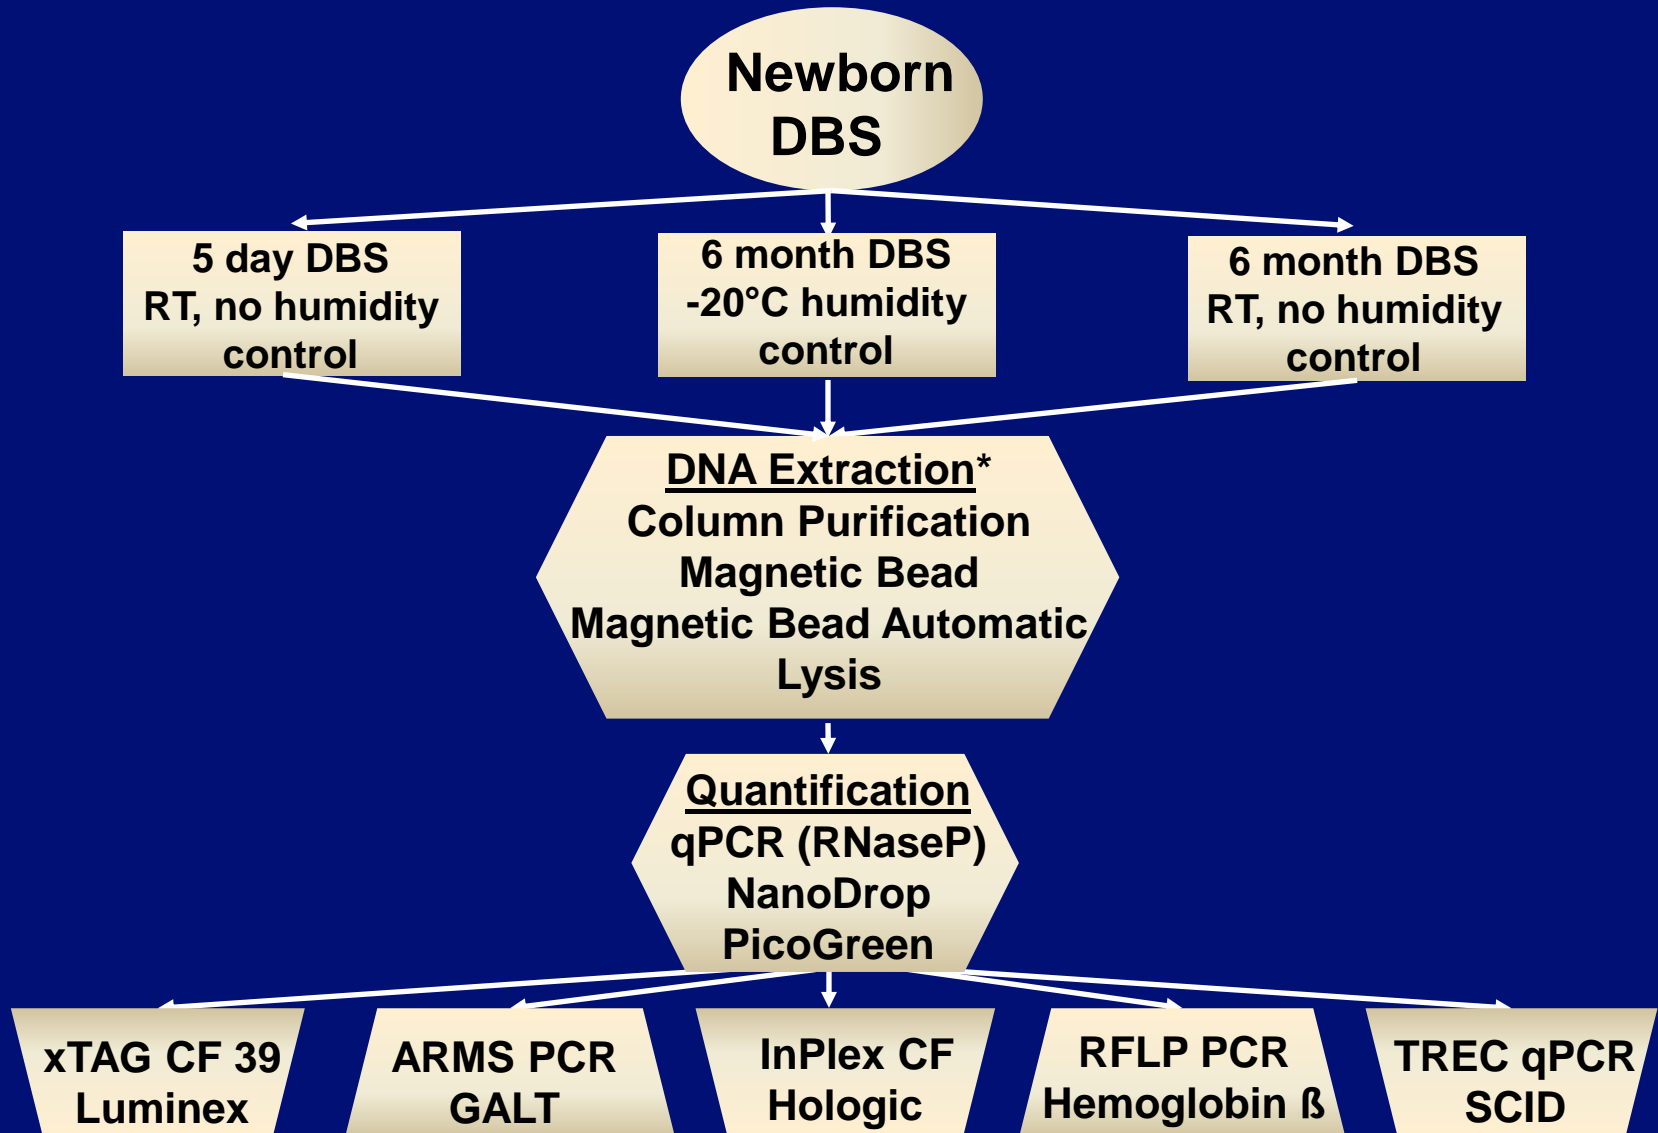 Newborn
DBS
5 day DBS
RT, no humidity
control
6 month DBS
-20°C humidity
control
6 month DBS
RT, no humidity
control
DNA Extraction*
Column Purification
Magnetic Bead
Magnetic Bead Automatic
Lysis
Quantification
qPCR (RNaseP)
NanoDrop
PicoGreen
xTAG CF 39
Luminex
ARMS PCR
GALT
InPlex CF
Hologic
RFLP PCR
Hemoglobin ß
TREC qPCR
SCID